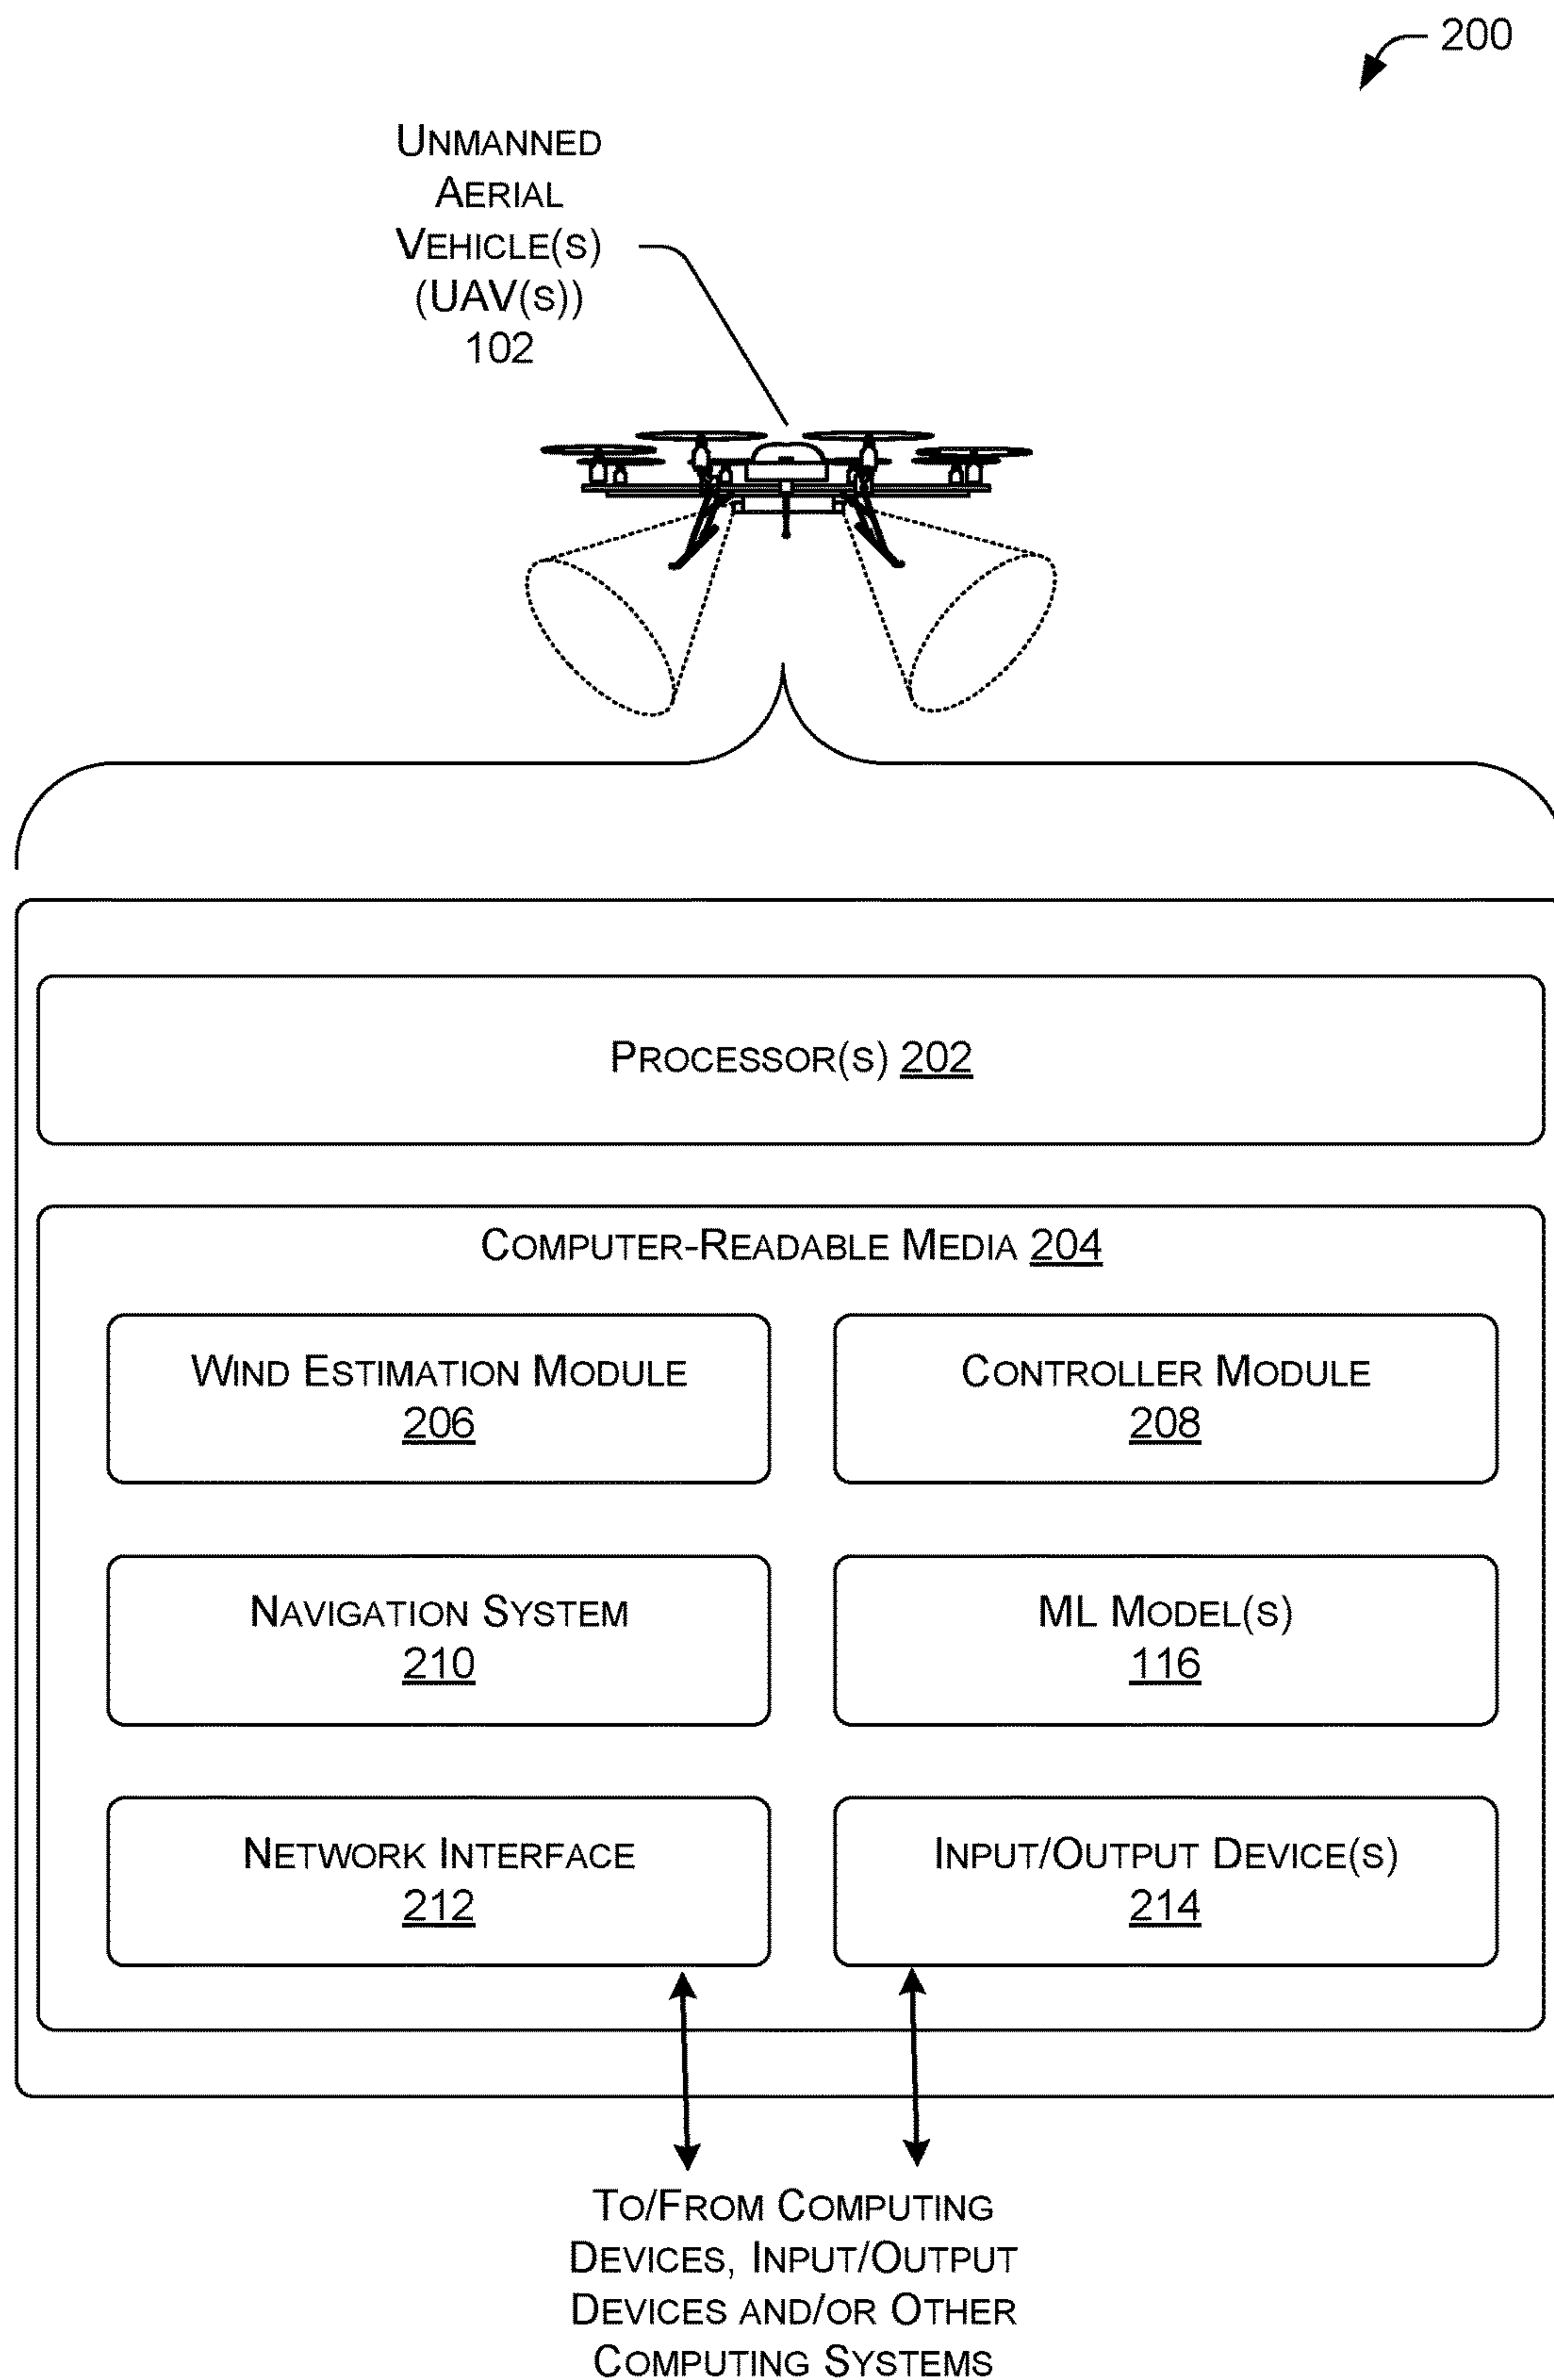 200
UNMANNED
AERIAL
VEHICLE(S)
(UAV(S))
102
PROCESSOR(S) 202
COMPUTER-READABLE MEDIA 204
WIND ESTIMATION MODULE
206
CONTROLLER MODULE
208
NAVIGATION SYSTEM
210
ML MODEL(S)
116
NETWORK INTERFACE
212
INPUT/OUTPUT DEVICE(S)
214
TO/FROM COMPUTING
DEVICES, INPUT/OUTPUT
DEVICES AND/OR OTHER
COMPUTING SYSTEMS